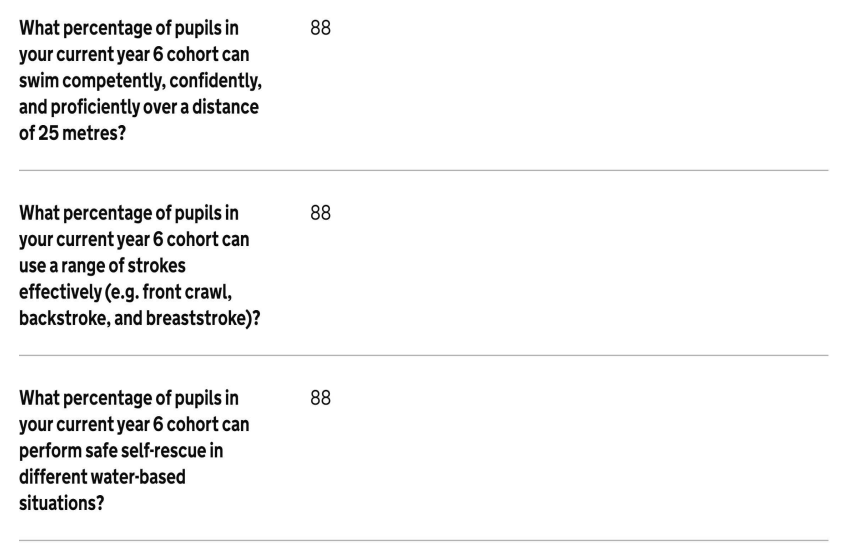 What percentage of pupils in
your current year 6 cohort can
swim competently, confidently,
and proficiently over a distance
of 25 metres?
88
What percentage of pupils in
your current year 6 cohort can
use a range of strokes
effectively (e.g. front crawl,
backstroke, and breaststroke)?
88
What percentage of pupils in
your current year 6 cohort can
perform safe self-rescue in
different water-based
situations?
88